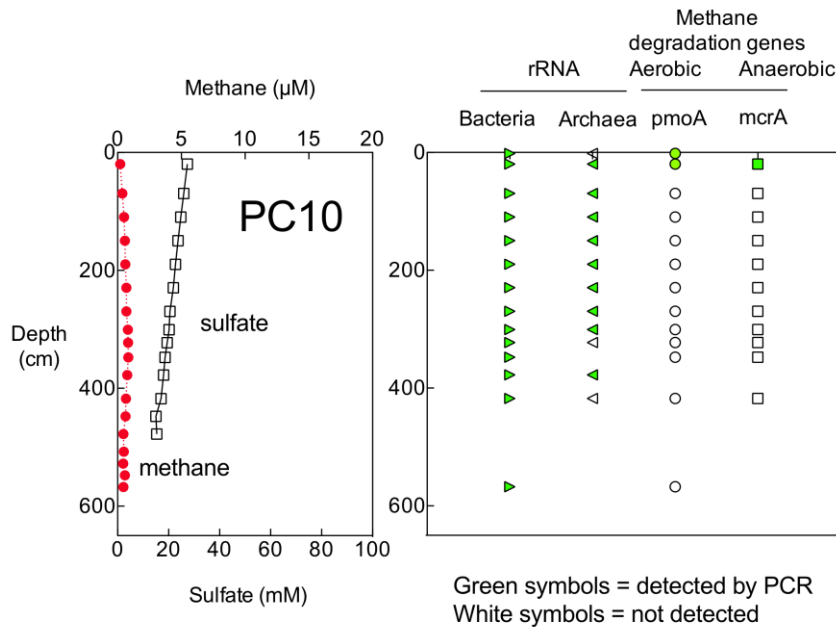 Methane
degradation genes
rRNA Aerobic Anaerobic
Methane (µM)
Bacteria Archaea pmoA mcrA
0 5 10 15 20
0 0
PC10
200 200
sulfate
Depth
(cm)
400 400
methane
600 600
0 20 40 60 80 100
Sulfate (mM)
Green symbols = detected by PCR
White symbols = not detected